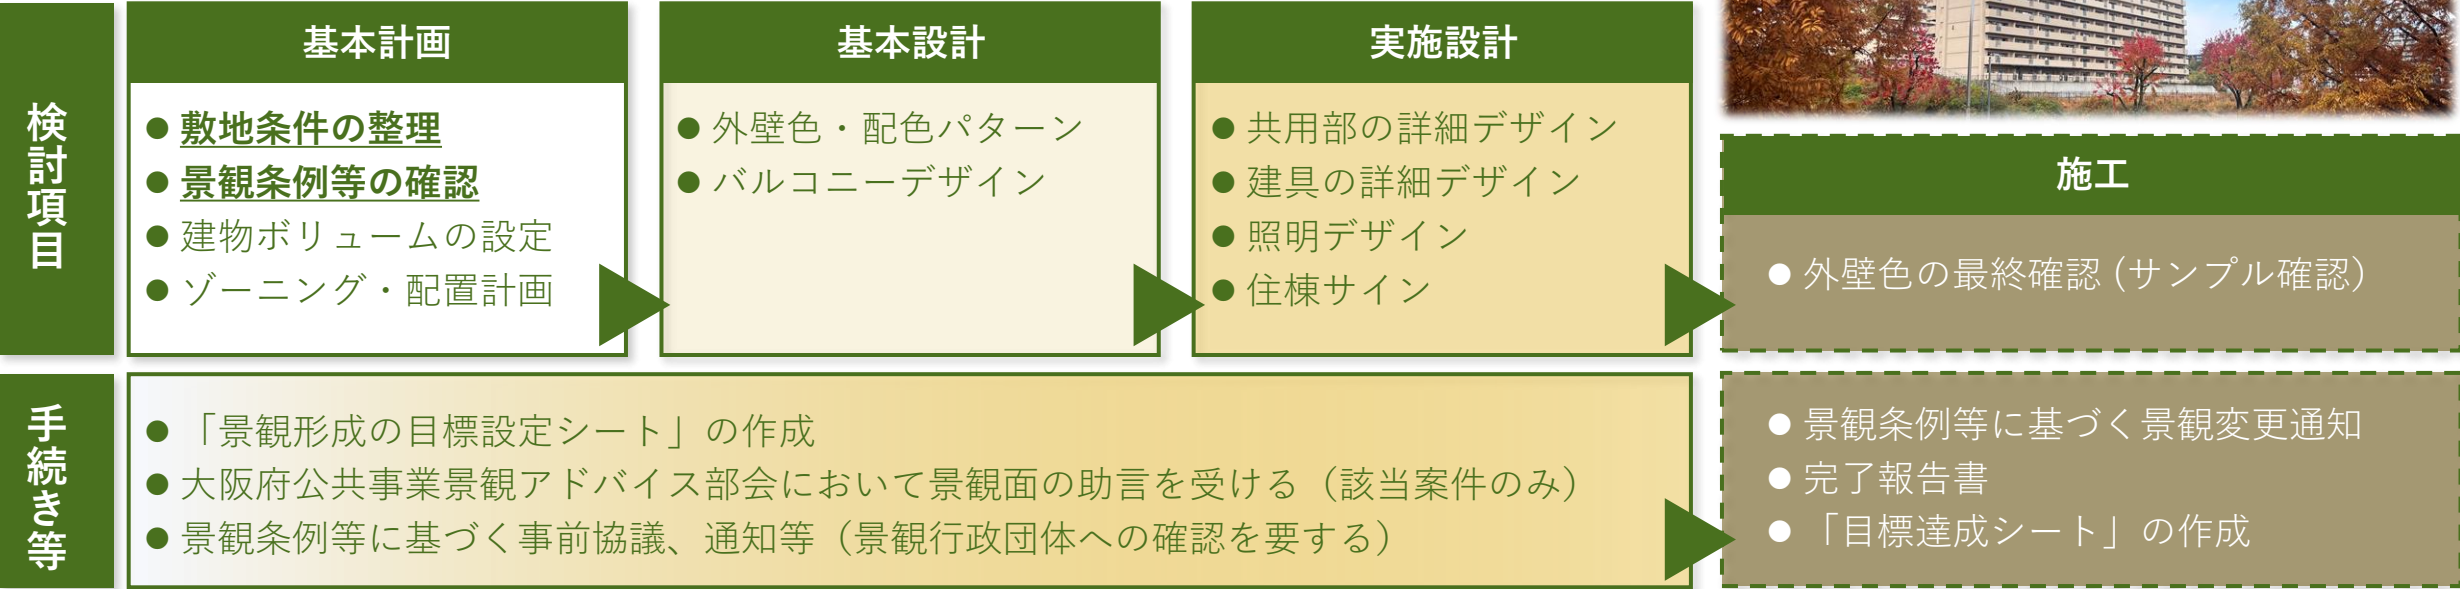 検討項目
基本計画
● 敷地条件の整理
● 景観条例等の確認
● 建物ボリュームの設定
● ゾーニング・配置計画
基本設計
● 外壁色・配色パターン
● バルコニーデザイン
実施設計
● 共用部の詳細デザイン
● 建具の詳細デザイン
● 照明デザイン
● 住棟サイン
施工
● 外壁色の最終確認(サンプル確認)
手続き等
● 「景観形成の目標設定シート」の作成
● 大阪府公共事業景観アドバイス部会において景観面の助言を受ける（該当案件のみ）
● 景観条例等に基づく事前協議、通知等（景観行政団体への確認を要する）
● 景観条例等に基づく景観変更通知
● 完了報告書
● 「目標達成シート」の作成